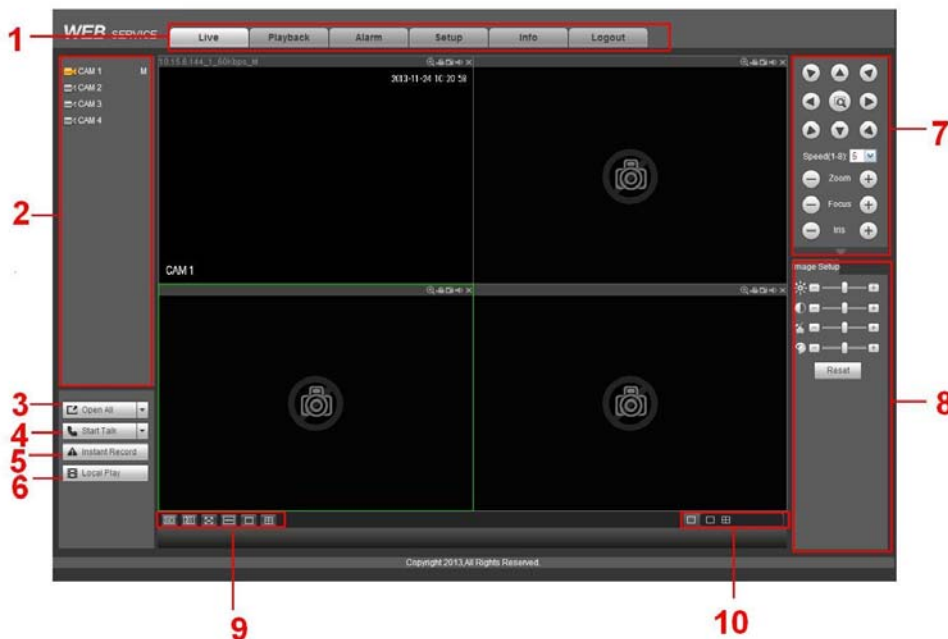 WEB SERVICE
Live
Playback
Alarm
Setup
Info
Logout
1
CAM 1 M
CAM 2
CAM 3
CAM 4
2
2013-11-24 10:20:58
CAM 1
Speed(1-8): 5
Zoom
Focus
Iris
7
mage Setup
Reset
8
3
Open All
4
Start Talk
5
Instant Record
6
Local Play
9
10
Copyright 2013,All Rights Reserved.